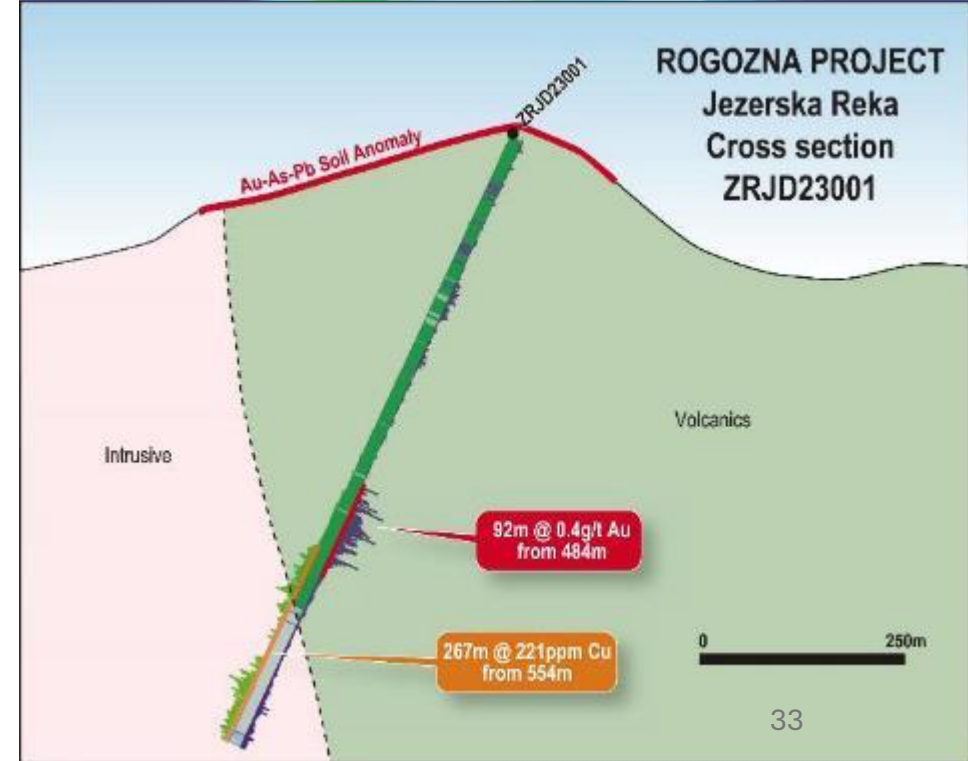 ROGOZNA PROJECT
Jezerska Reka
Cross section
ZRJD23001
ZRJD23001
Au-As-Pb Soil Anomaly
Volcanics
Intrusive
92m @ 0.4g/t Au
from 484m
267m @ 221ppm Cu
from 554m
0 250m
33